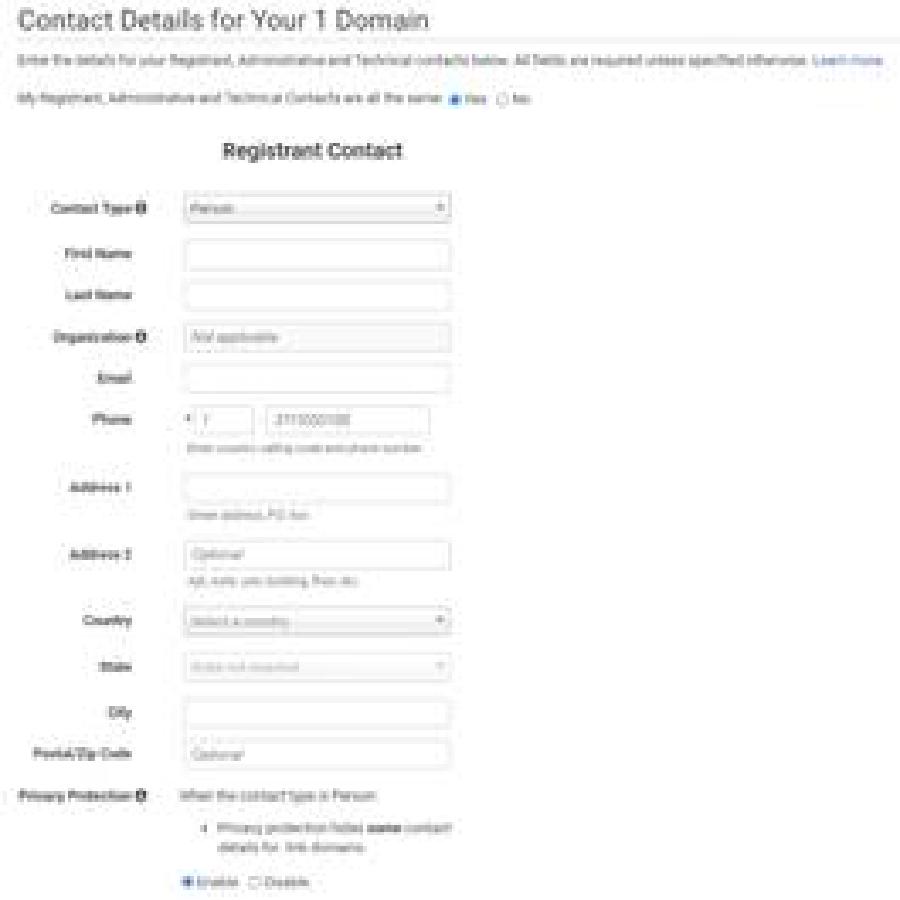 Contact Details for Your 1 Domain
Enter the details for your Registrant, Administrative and Technical contacts below. All fields are required unless specified otherwise. Learn more.
My Registrant, Administrative and Technical Contacts are all the same: Yes No
Registrant Contact
Contact Type Person
First Name
Last Name
Organization Not applicable
Email
Phone + 1
Enter country calling code and phone number
Address 1
Street address, P.O. box
Address 2 Optional
Apt, suite, unit, building, floor, etc.
Country Select a country
State State not required
City
Postal/Zip Code Optional
Privacy Protection When the contact type is Person
• Privacy protection hides some contact
details for .link domains.
Enable Disable